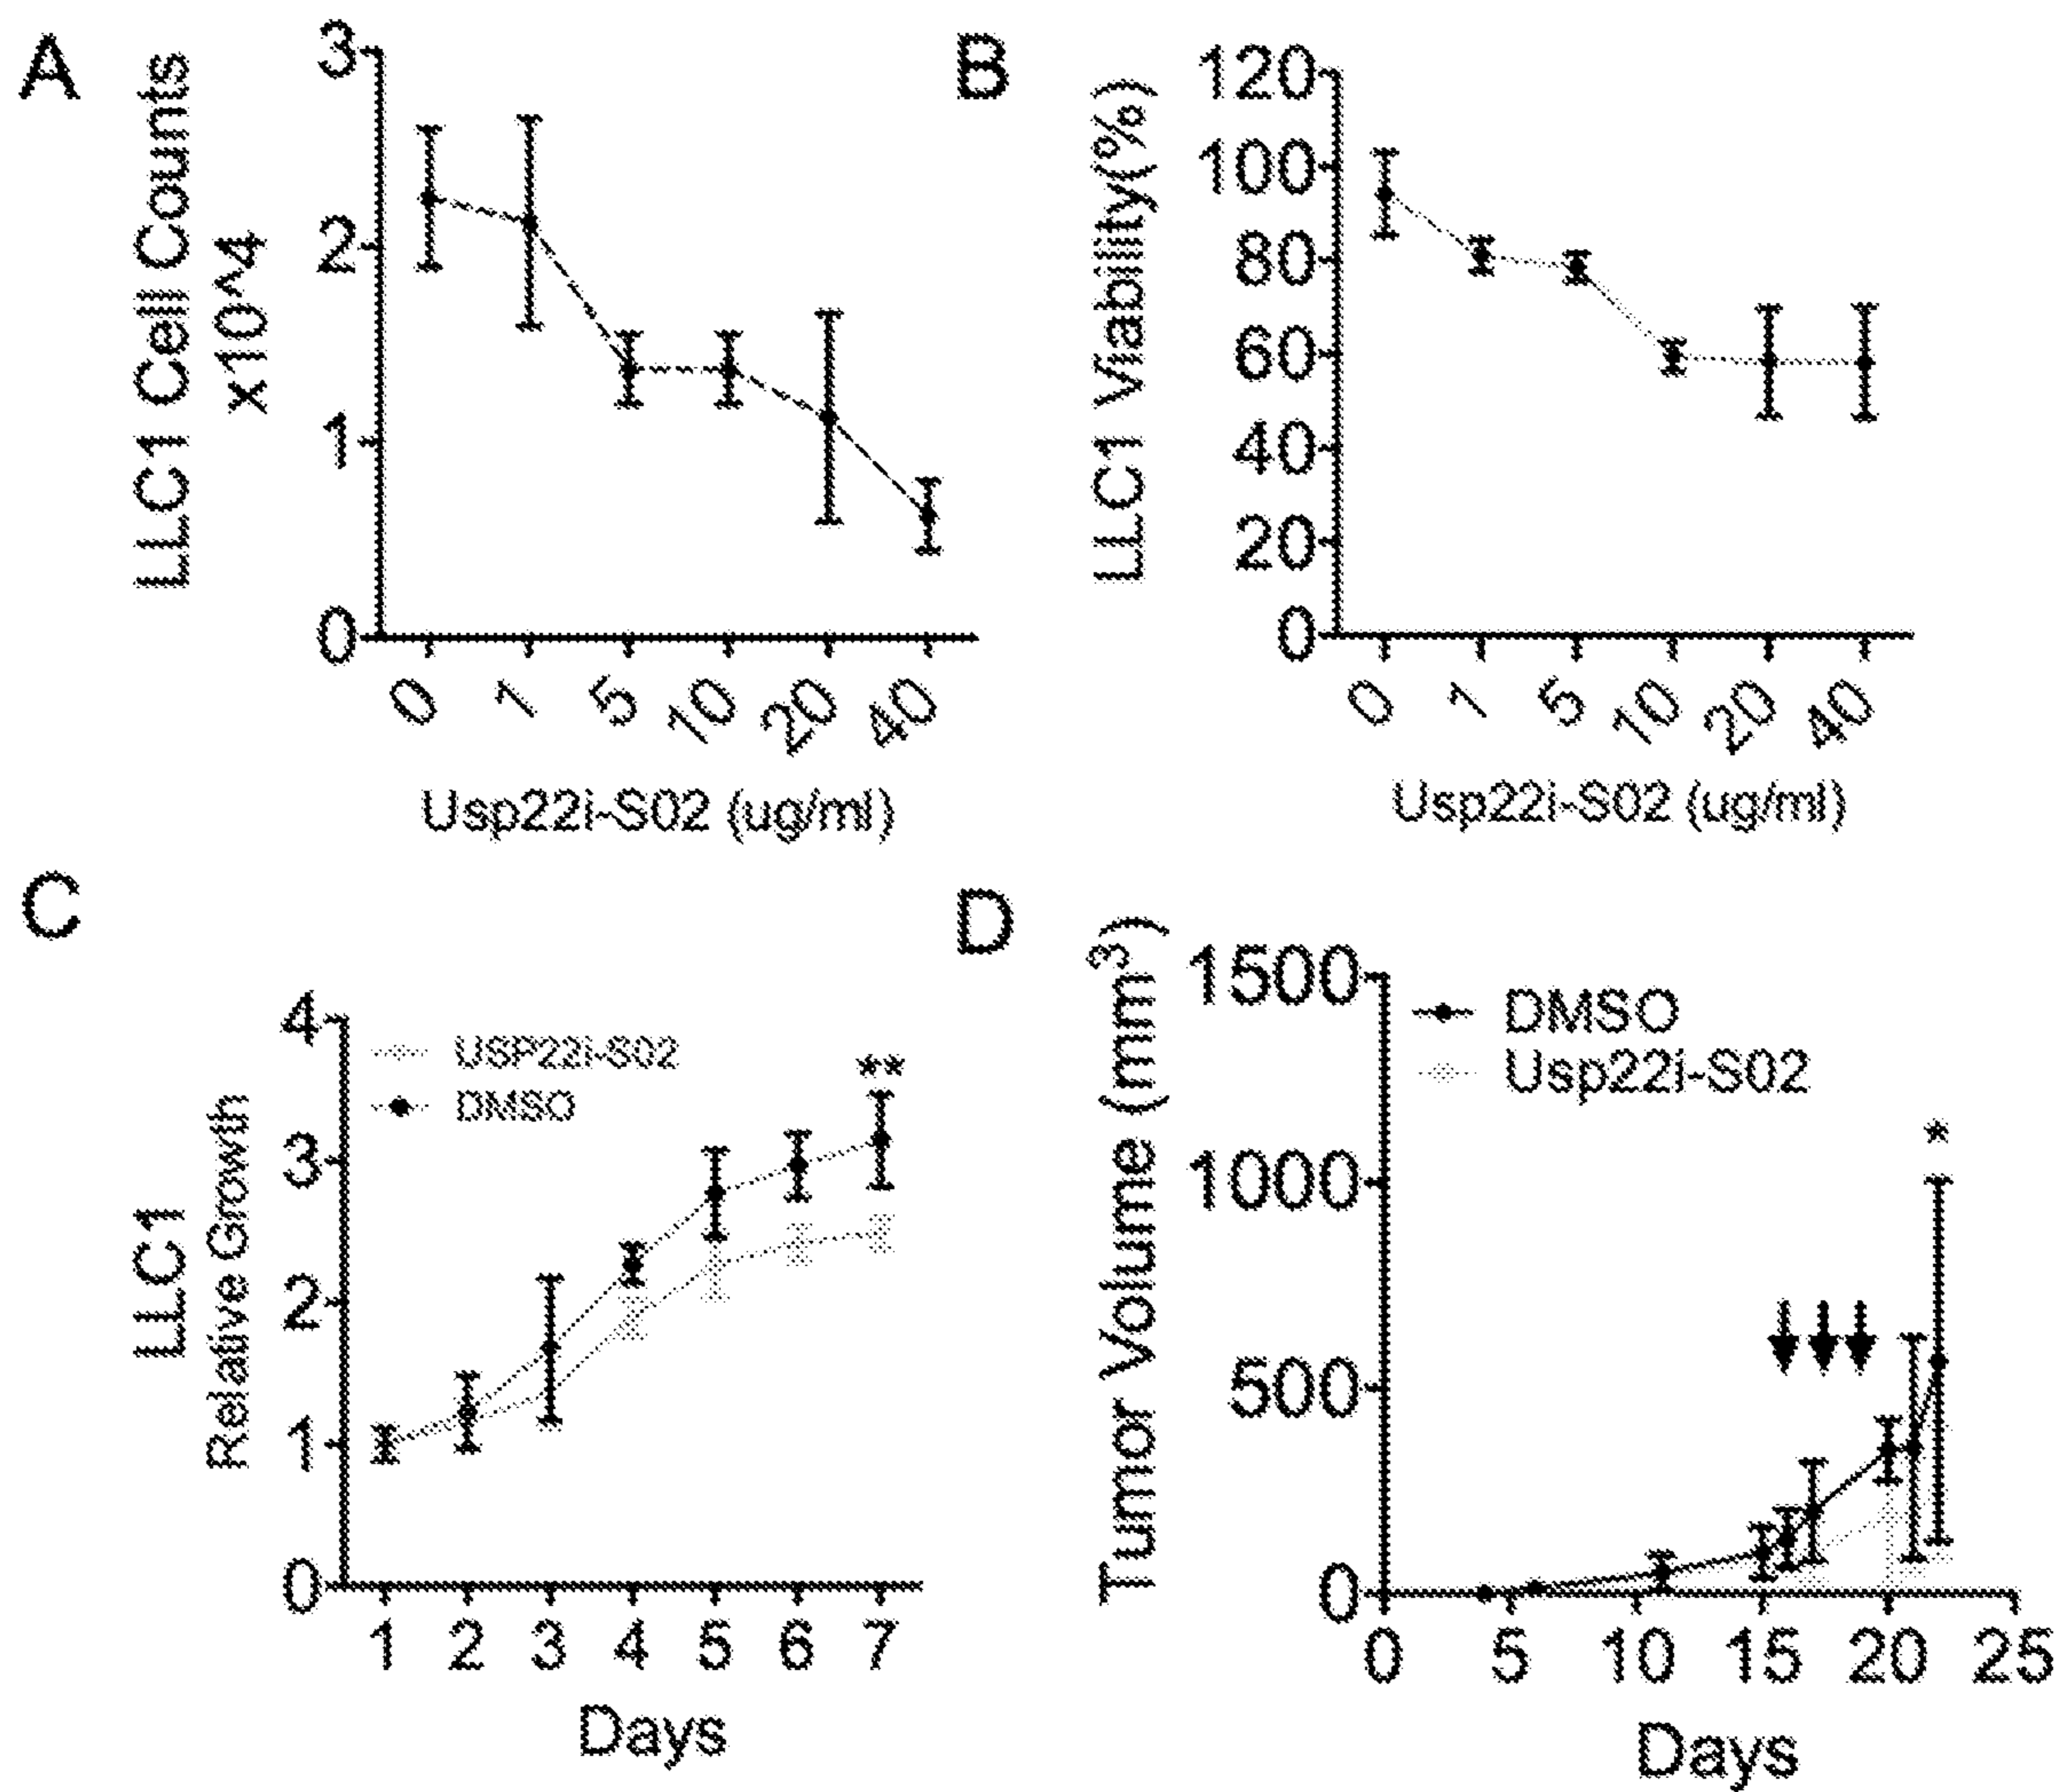 A
LLC1 Cell Counts
x10^4
3
2
1
0
0 1 5 10 20 40
Usp22i-S02 (ug/ml)
B
LLC1 Viability(%)
120
100
80
60
40
20
0
0 1 5 10 20 40
Usp22i-S02 (ug/ml)
C
LLC1
Relative Growth
4
3
2
1
0
USP22i-S02
DMSO
**
1 2 3 4 5 6 7
Days
D
Tumor Volume (mm³)
1500
1000
500
0
DMSO
Usp22i-S02
*
0 5 10 15 20 25
Days